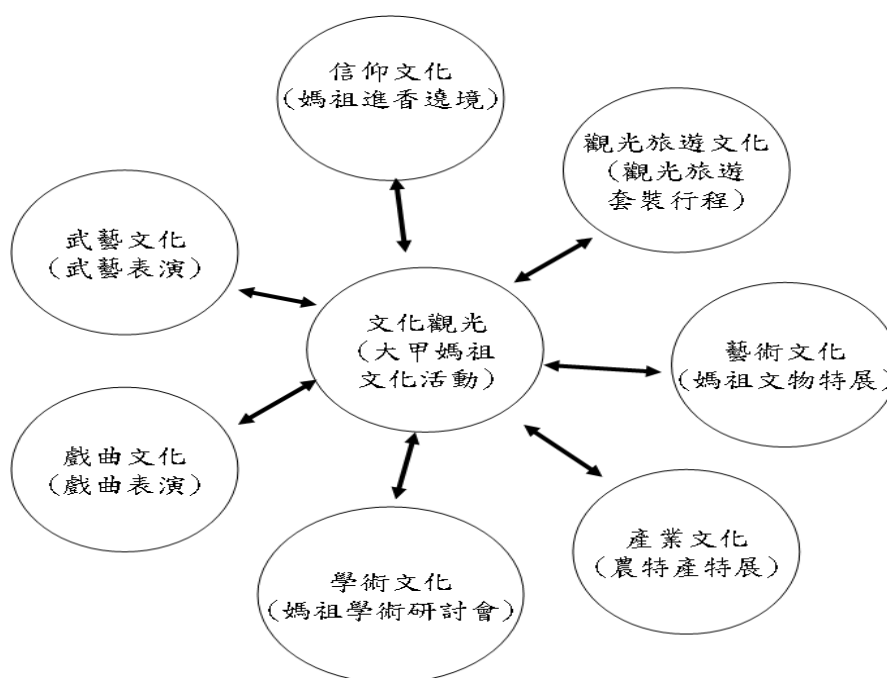 信仰文化
(媽祖進香遶境)
觀光旅遊文化
(觀光旅遊
套裝行程)
武藝文化
(武藝表演)
文化觀光
(大甲媽祖
文化活動)
藝術文化
(媽祖文物特展)
戲曲文化
(戲曲表演)
產業文化
(農特產特展)
學術文化
(媽祖學術研討會)